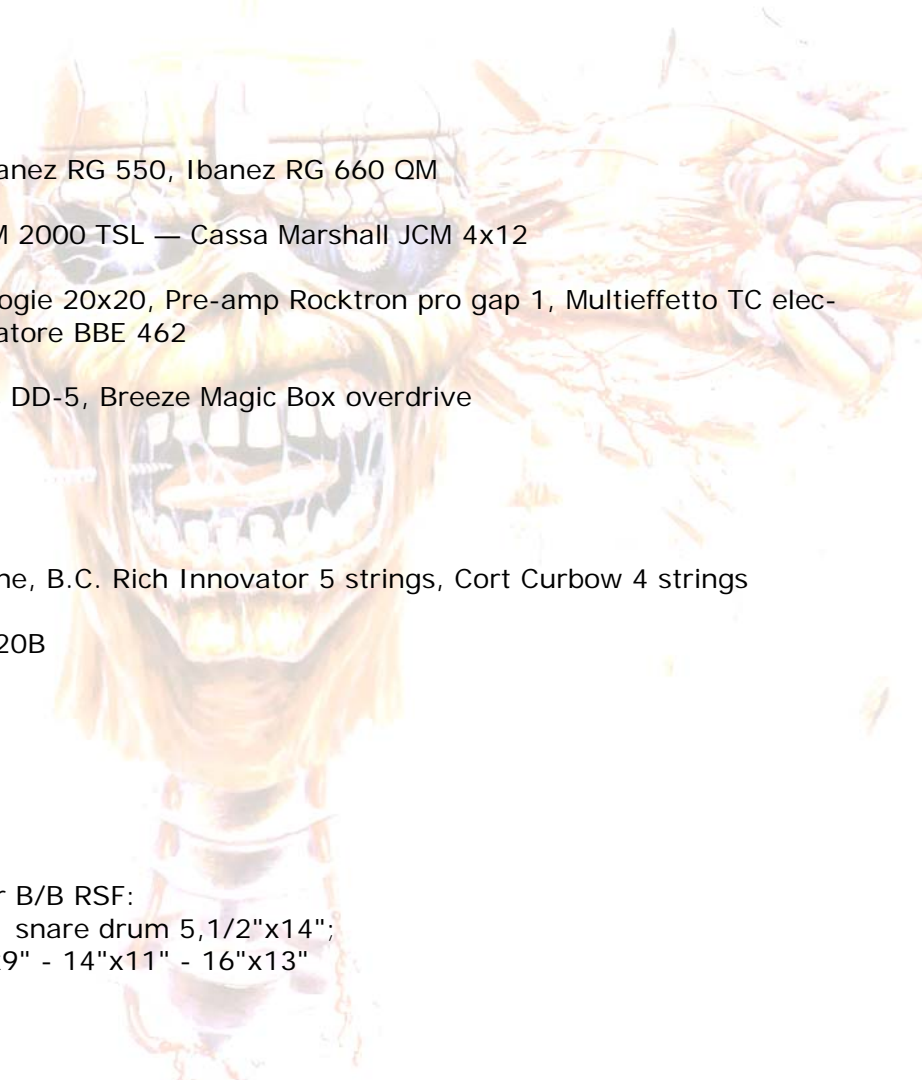 anez RG 550, Ibanez RG 660 QM
M 2000 TSL — Cassa Marshall JCM 4x12
ogie 20x20, Pre-amp Rocktron pro gap 1, Multieffetto TC elec-
atore BBE 462
DD-5, Breeze Magic Box overdrive
ne, B.C. Rich Innovator 5 strings, Cort Curbow 4 strings
20B
r B/B RSF:
snare drum 5,1/2"x14";
x9" - 14"x11" - 16"x13"